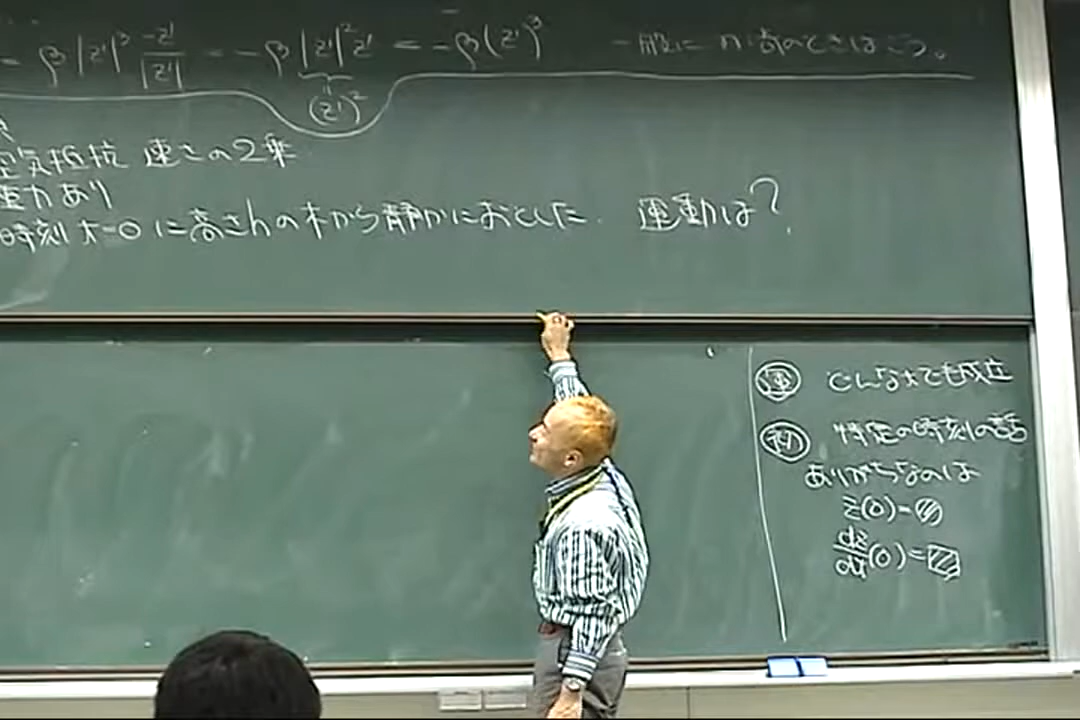 = β|z'|³ -z'/|z'| = -β|z'|²z' = -β(z')³ 一般に n 奇のときはこう。
(z')²
空気抵抗 速さの2乗
重力あり
時刻 t=0 に高さhの木から静かにおとした. 運動は?
運 どんなtでも成立
初 特定の時刻の話
ありがちなのは
z(0)=
dz/dt(0)=